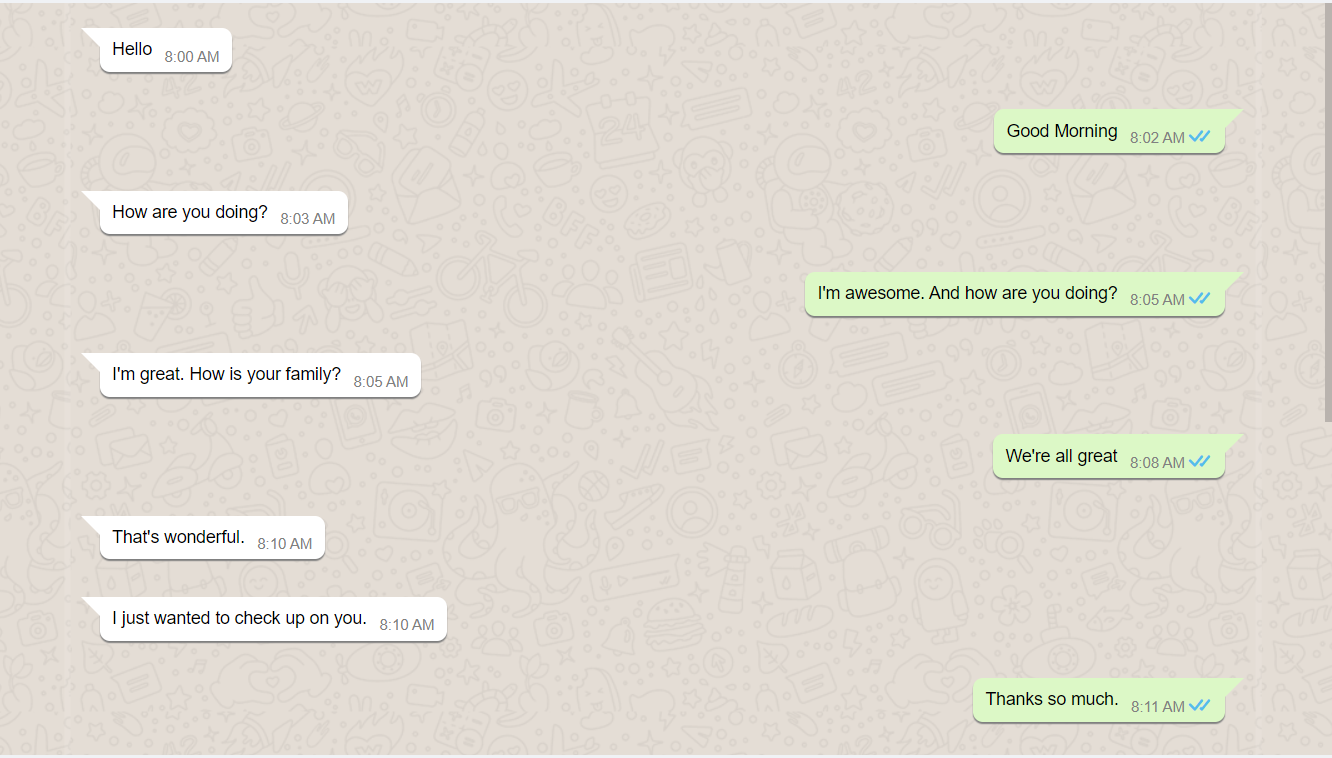 Hello 8:00 AM
Good Morning 8:02 AM
How are you doing? 8:03 AM
I'm awesome. And how are you doing? 8:05 AM
I'm great. How is your family? 8:05 AM
We're all great 8:08 AM
That's wonderful. 8:10 AM
I just wanted to check up on you. 8:10 AM
Thanks so much. 8:11 AM